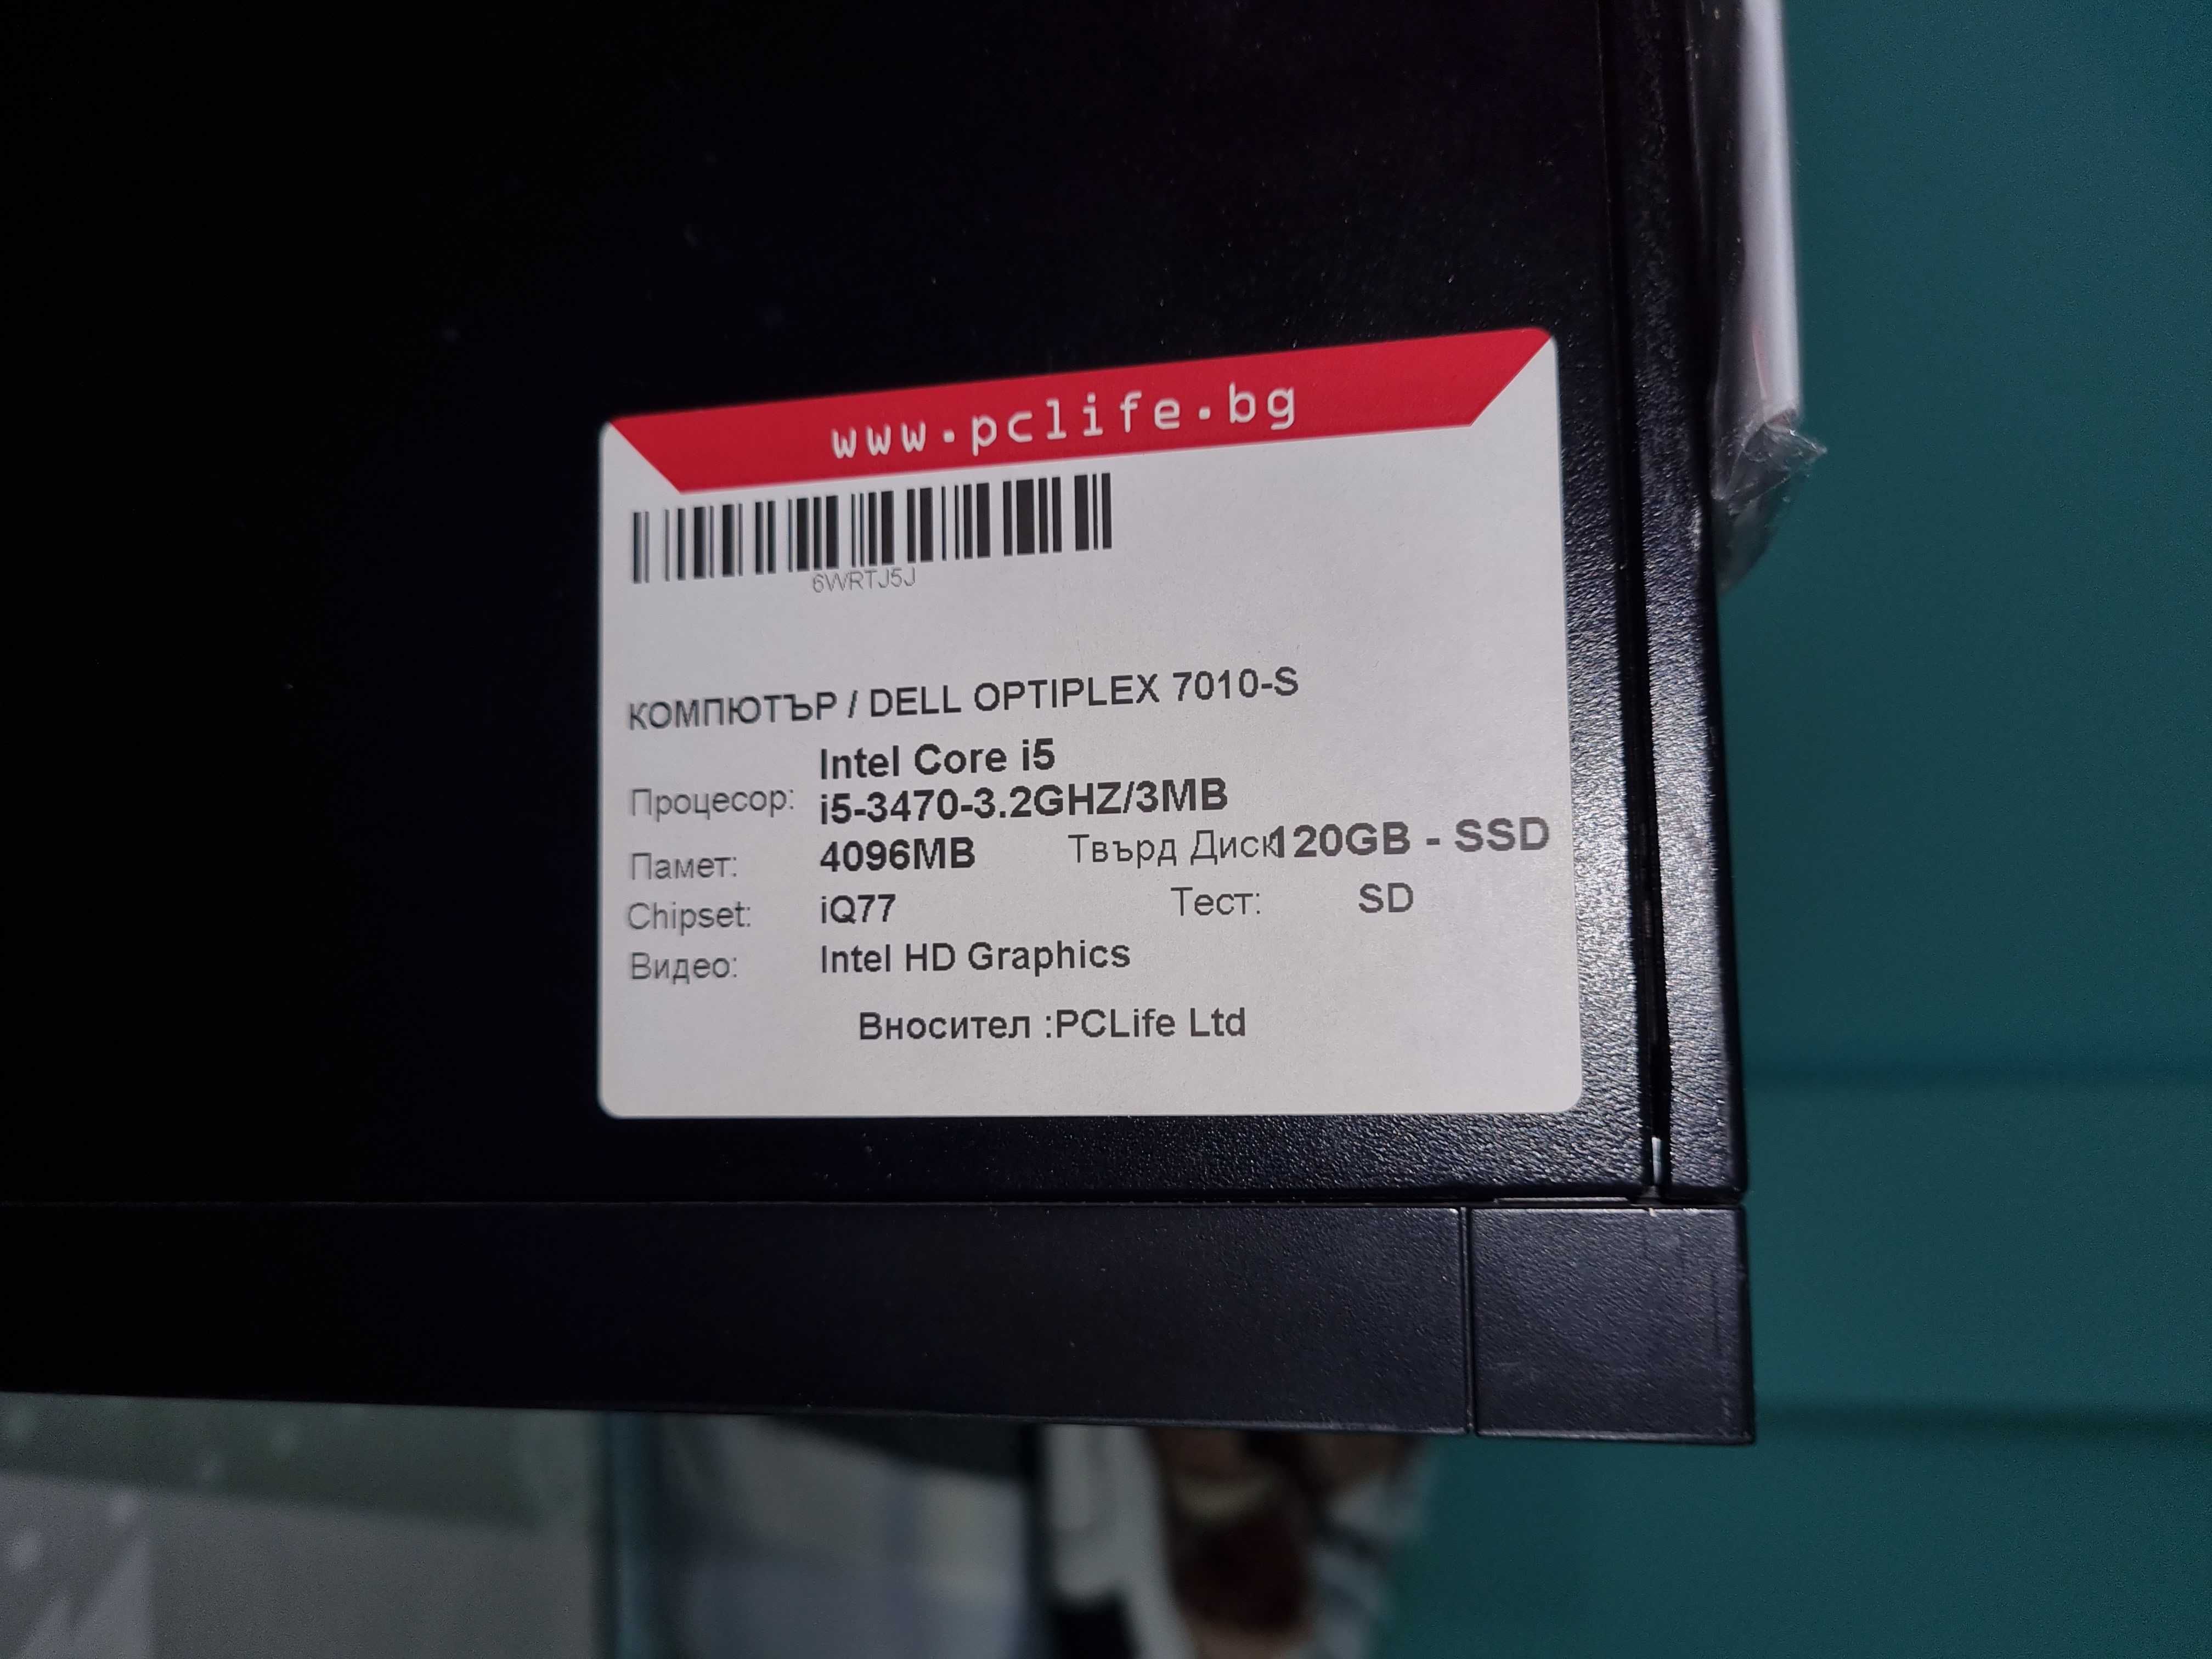 www.pclife.bg
6WRTJ5J
КОМПЮТЪР / DELL OPTIPLEX 7010-S
Intel Core i5
Процесор: i5-3470-3.2GHZ/3MB
Памет: 4096MB Твърд Диск 120GB - SSD
Chipset: iQ77 Тест: SD
Видео: Intel HD Graphics
Вносител :PCLife Ltd